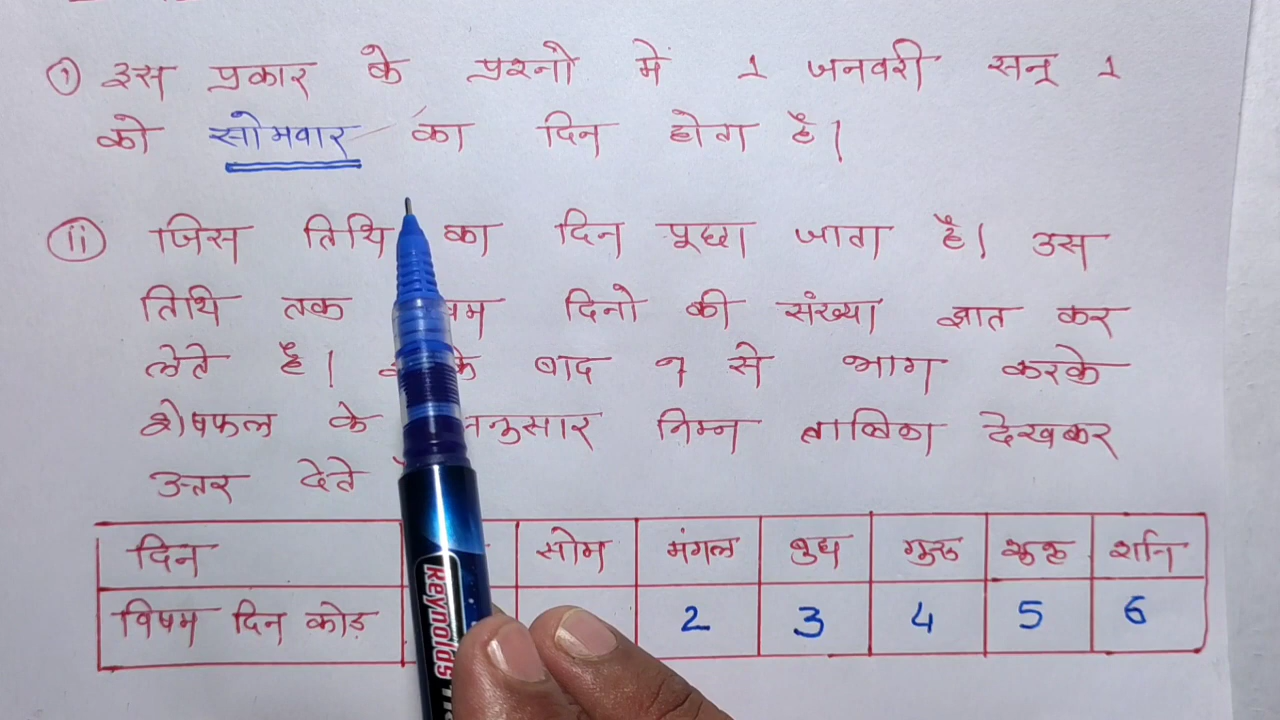 ① इस प्रकार के प्रश्नो में 1 जनवरी सन् 1
को सोमवार का दिन होता है।
ii जिस तिथि का दिन पूछा जाता है। उस
तिथि तक दिनो की संख्या ज्ञात कर
लेते है। के बाद 7 से भाग करके
शेषफल के निम्न तालिका देखकर
उत्तर देते
दिन सोम मंगल बुध गुरू शुक्र शनि
विषम दिन कोड़ 2 3 4 5 6
Reynolds